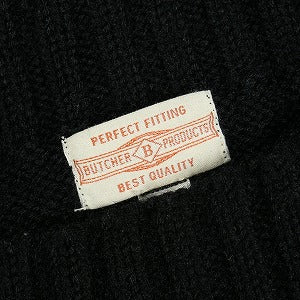 PERFECT FITTING
BUTCHER B PRODUCTS
BEST QUALITY